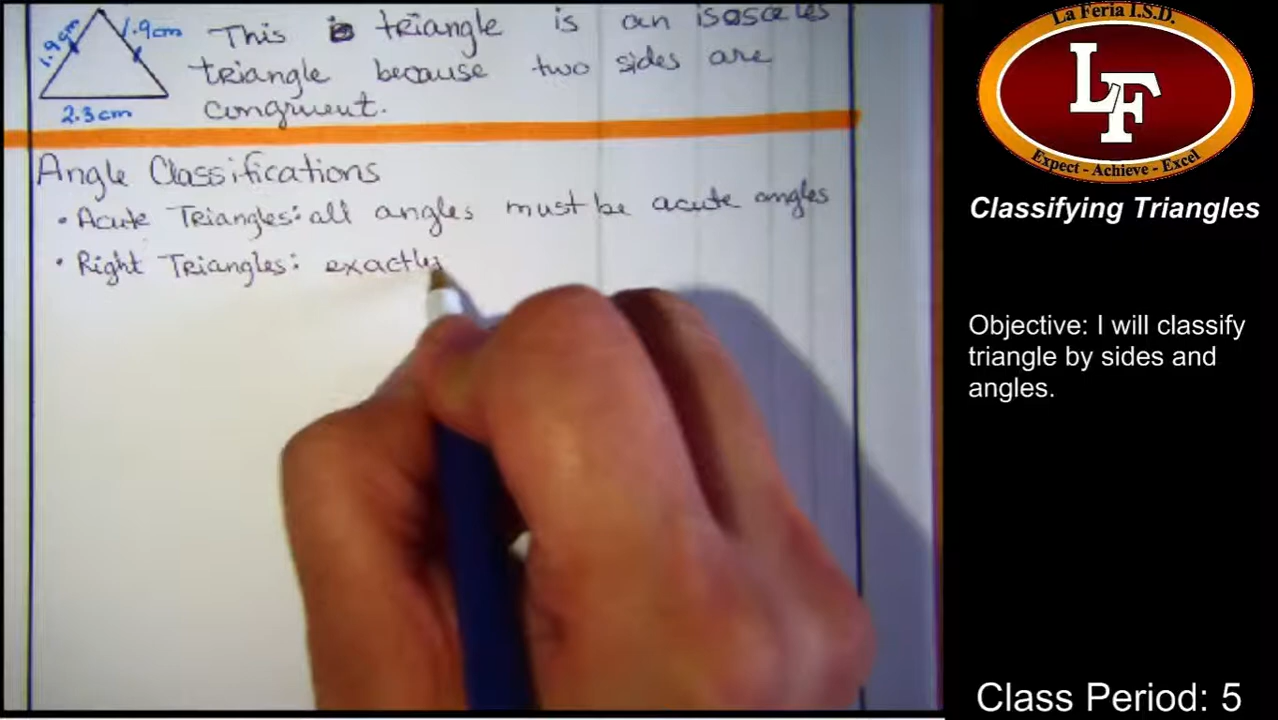 1.9cm
1.9cm
2.3cm
This is triangle is an isosceles
triangle because two sides are
congruent.
Angle Classifications
• Acute Triangles: all angles must be acute angles
• Right Triangles: exactly
La Feria I.S.D.
LF
Expect - Achieve - Excel
Classifying Triangles
Objective: I will classify
triangle by sides and
angles.
Class Period: 5